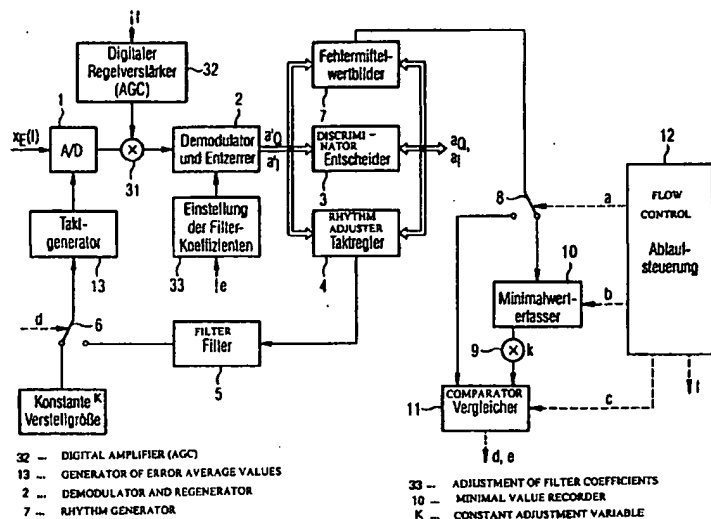 f
Digitaler
Regelverstärker
(AGC)
32
1
xE(l)
A/D
31
2
Demodulator
und Entzerrer
a'Q
a'I
Fehlermittel-
wertbilder
7
DISCRIMI-
NATOR
Entscheider
3
aQ,
aI
RHYTHM
ADJUSTER
Taktregler
4
Takt-
generator
13
Einstellung
der Filter-
Koeffizienten
33
e
d
6
FILTER
Filter
5
Konstante K
Verstellgröße
8
a
12
FLOW
CONTROL
Ablauf-
steuerung
10
Minimalwert-
erfasser
b
9
k
COMPARATOR
Vergleicher
11
c
f
d, e
32 ... DIGITAL AMPLIFIER (AGC)
13 ... GENERATOR OF ERROR AVERAGE VALUES
2 ... DEMODULATOR AND REGENERATOR
7 ... RHYTHM GENERATOR
33 ... ADJUSTMENT OF FILTER COEFFICIENTS
10 ... MINIMAL VALUE RECORDER
K ... CONSTANT ADJUSTMENT VARIABLE